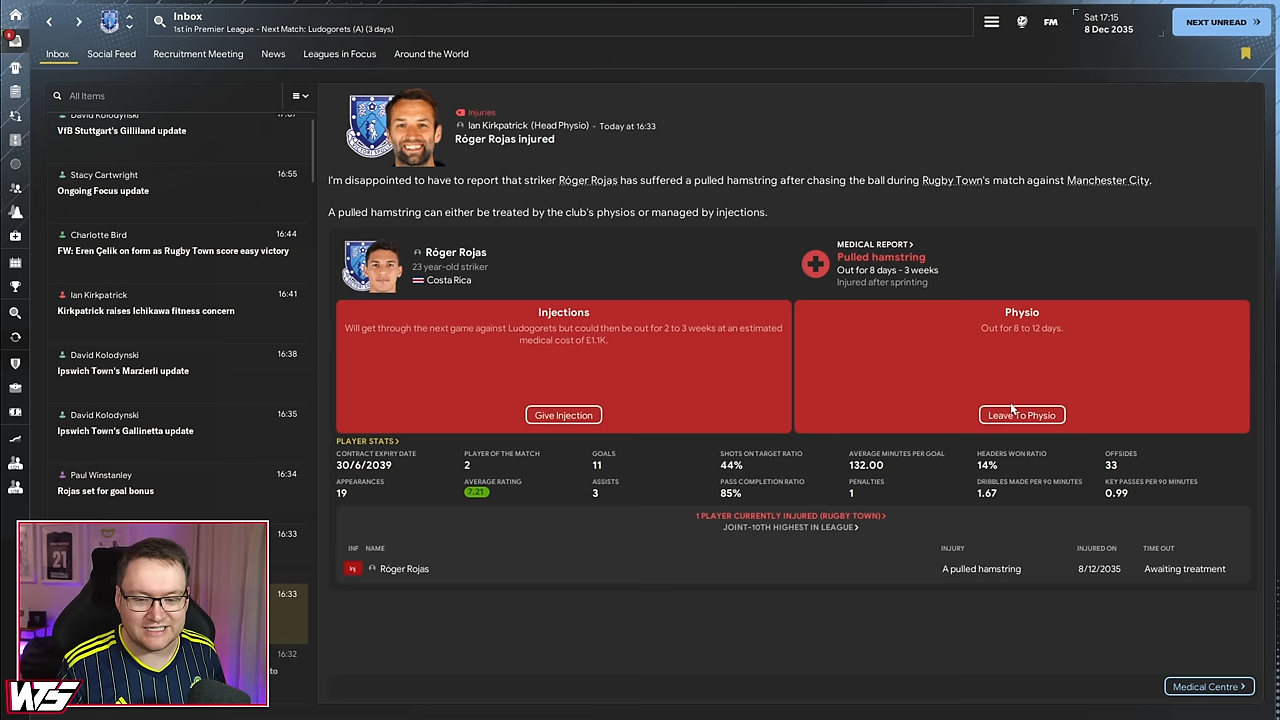 Inbox
1st in Premier League - Next Match: Ludogorets (A) (3 days)
FM
Sat 17:15
8 Dec 2035
NEXT UNREAD
Inbox
Social Feed
Recruitment Meeting
News
Leagues in Focus
Around the World
All Items
David Kolodynski
VfB Stuttgart's Gilliland update
Stacy Cartwright 16:55
Ongoing Focus update
Charlotte Bird 16:44
FW: Eren Çelik on form as Rugby Town score easy victory
Ian Kirkpatrick 16:41
Kirkpatrick raises Ichikawa fitness concern
David Kolodynski 16:38
Ipswich Town's Marzierli update
David Kolodynski 16:35
Ipswich Town's Gallinetta update
Paul Winstanley 16:34
Rojas set for goal bonus
16:33
16:33
16:32
to
Injuries
Ian Kirkpatrick (Head Physio) - Today at 16:33
Róger Rojas injured
I'm disappointed to have to report that striker Róger Rojas has suffered a pulled hamstring after chasing the ball during Rugby Town's match against Manchester City.
A pulled hamstring can either be treated by the club's physios or managed by injections.
Róger Rojas
23 year-old striker
Costa Rica
MEDICAL REPORT >
Pulled hamstring
Out for 8 days - 3 weeks
Injured after sprinting
Injections
Will get through the next game against Ludogorets but could then be out for 2 to 3 weeks at an estimated
medical cost of £1.1K.
Give Injection
Physio
Out for 8 to 12 days.
Leave To Physio
PLAYER STATS >
CONTRACT EXPIRY DATE PLAYER OF THE MATCH GOALS SHOTS ON TARGET RATIO AVERAGE MINUTES PER GOAL HEADERS WON RATIO OFFSIDES
30/6/2039 2 11 44% 132.00 14% 33
APPEARANCES AVERAGE RATING ASSISTS PASS COMPLETION RATIO PENALTIES DRIBBLES MADE PER 90 MINUTES KEY PASSES PER 90 MINUTES
19 7.21 3 85% 1 1.67 0.99
1 PLAYER CURRENTLY INJURED (RUGBY TOWN) >
JOINT-10TH HIGHEST IN LEAGUE >
INF NAME INJURY INJURED ON TIME OUT
Inj Róger Rojas A pulled hamstring 8/12/2035 Awaiting treatment
Medical Centre >
21
WTS